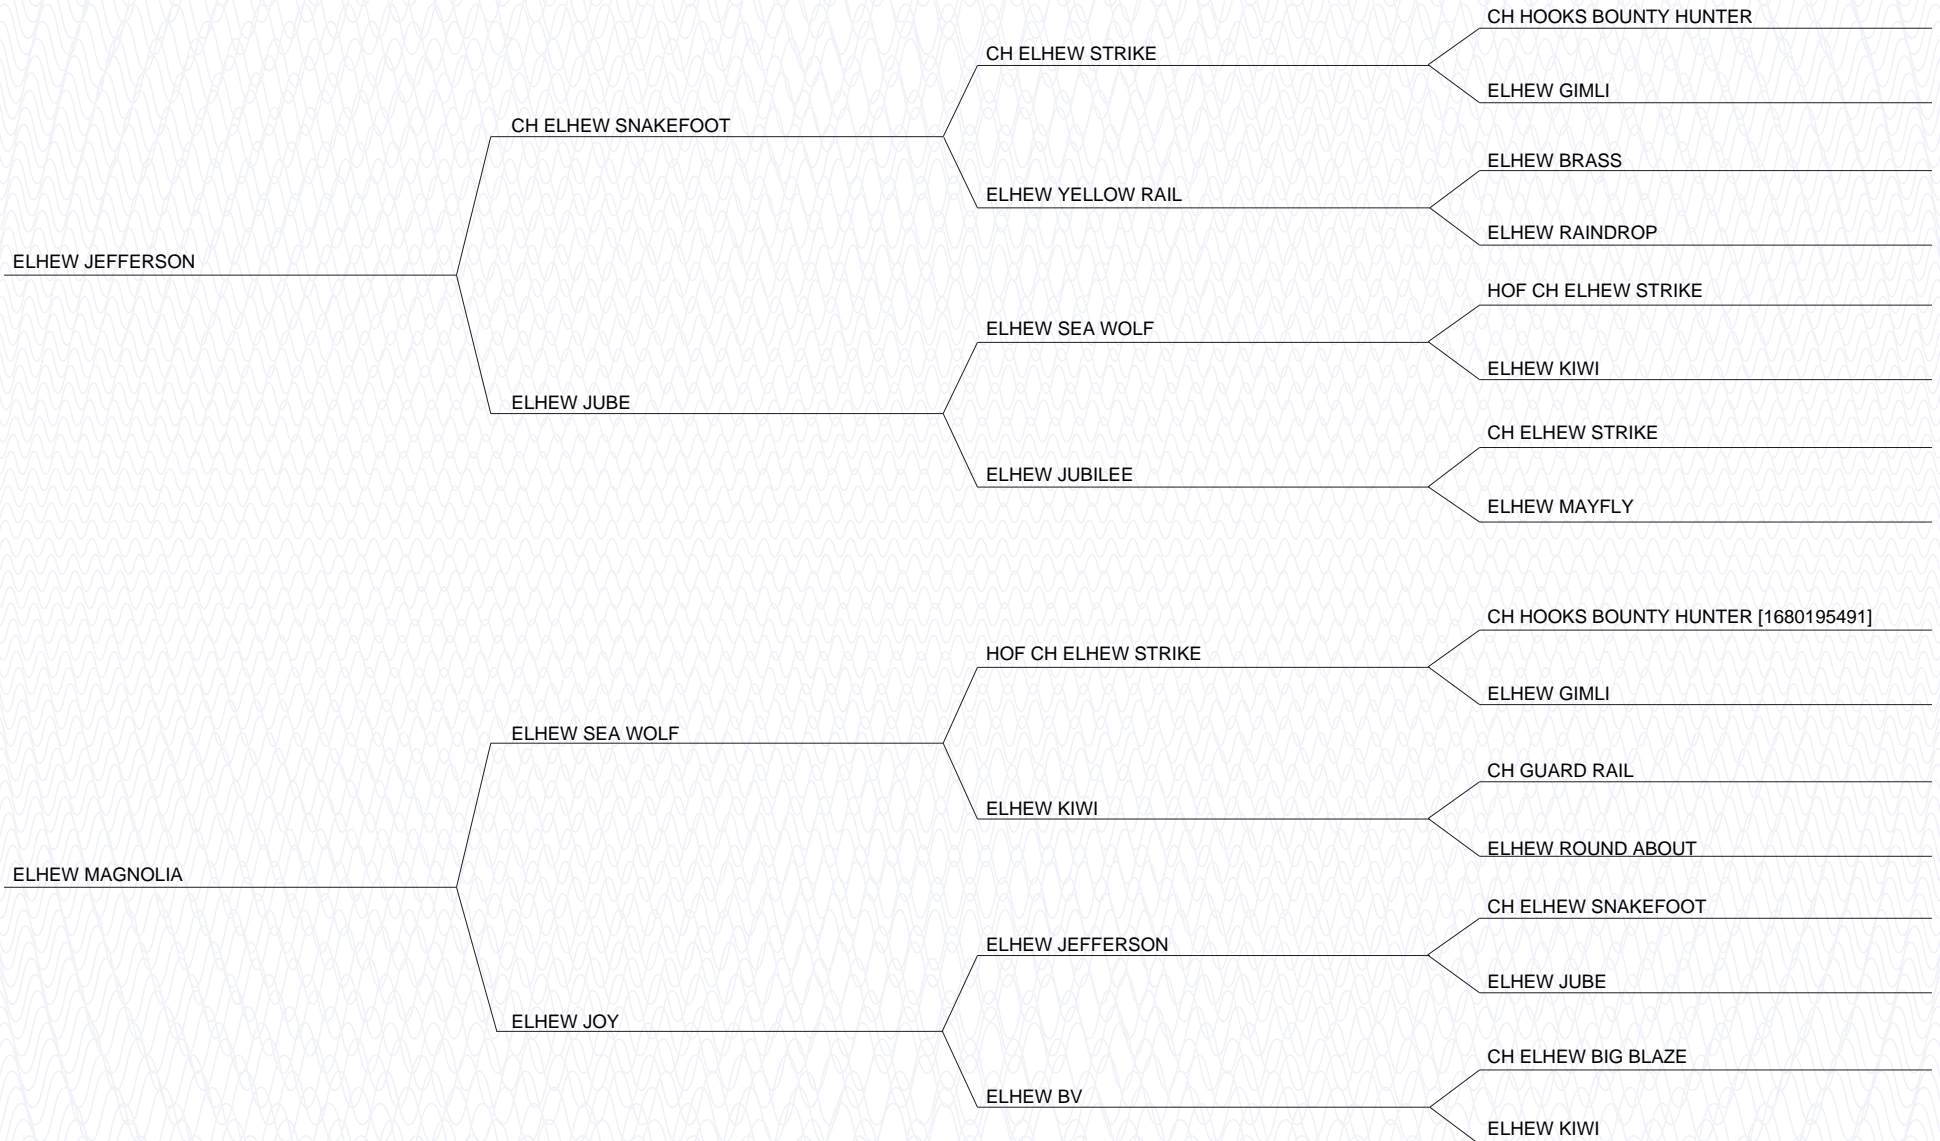 CH HOOKS BOUNTY HUNTER
CH ELHEW STRIKE
ELHEW GIMLI
CH ELHEW SNAKEFOOT
ELHEW BRASS
ELHEW YELLOW RAIL
ELHEW RAINDROP
ELHEW JEFFERSON
HOF CH ELHEW STRIKE
ELHEW SEA WOLF
ELHEW KIWI
ELHEW JUBE
CH ELHEW STRIKE
ELHEW JUBILEE
ELHEW MAYFLY
CH HOOKS BOUNTY HUNTER [1680195491]
HOF CH ELHEW STRIKE
ELHEW GIMLI
ELHEW SEA WOLF
CH GUARD RAIL
ELHEW KIWI
ELHEW ROUND ABOUT
ELHEW MAGNOLIA
CH ELHEW SNAKEFOOT
ELHEW JEFFERSON
ELHEW JUBE
ELHEW JOY
CH ELHEW BIG BLAZE
ELHEW BV
ELHEW KIWI